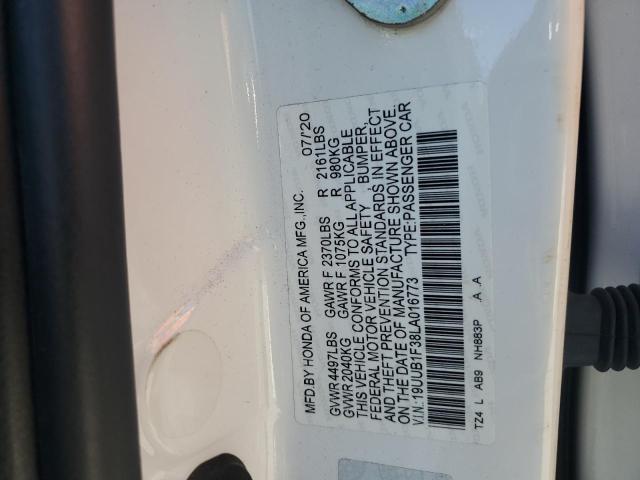 MFD.BY HONDA OF AMERICA MFG.,INC. 07/'20
GVWR 4497LBS GAWR F 2370LBS R 2161LBS
GVWR 2040KG GAWR F 1075KG R 980KG
THIS VEHICLE CONFORMS TO ALL APPLICABLE
FEDERAL MOTOR VEHICLE SAFETY , BUMPER,
AND THEFT PREVENTION STANDARDS IN EFFECT
ON THE DATE OF MANUFACTURE SHOWN ABOVE.
V.I.N.:19UUB1F38LA016773 TYPE:PASSENGER CAR
TZ4 L AB9 NH883P .A .A